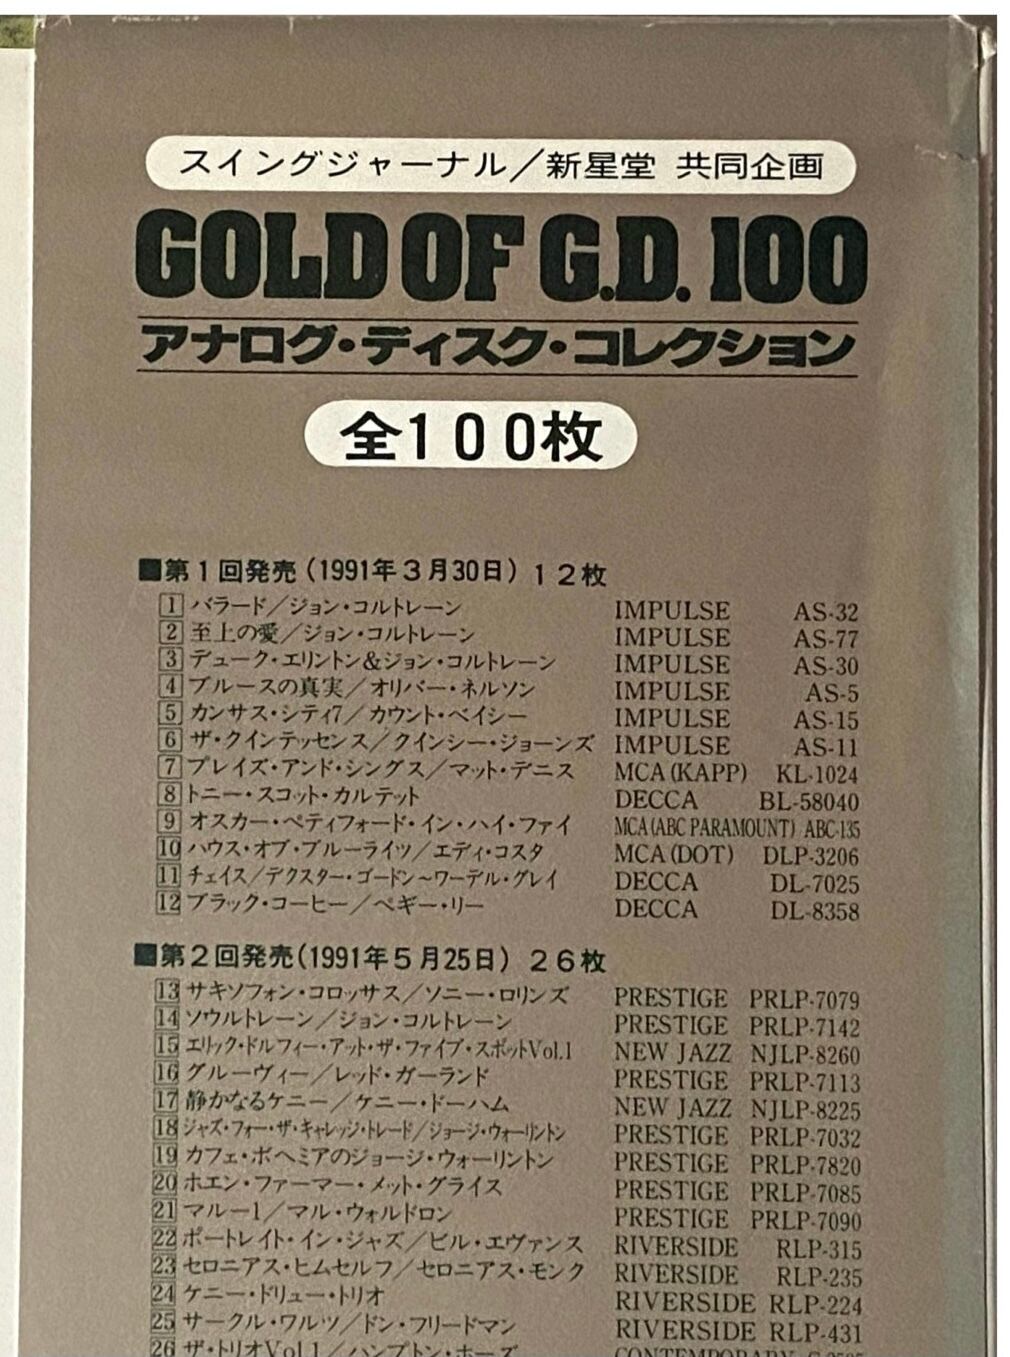 スイングジャーナル／新星堂 共同企画
GOLD OF G.D. 100
アナログ・ディスク・コレクション
全100枚
■第1回発売(1991年3月30日) 12枚
1 バラード／ジョン・コルトレーン IMPULSE AS-32
2 至上の愛／ジョン・コルトレーン IMPULSE AS-77
3 デューク・エリントン&ジョン・コルトレーン IMPULSE AS-30
4 ブルースの真実／オリバー・ネルソン IMPULSE AS-5
5 カンサス・シティ7／カウント・ベイシー IMPULSE AS-15
6 ザ・クインテッセンス／クインシー・ジョーンズ IMPULSE AS-11
7 プレイズ・アンド・シングス／マット・デニス MCA(KAPP) KL-1024
8 トニー・スコット・カルテット DECCA BL-58040
9 オスカー・ペティフォード・イン・ハイ・ファイ MCA(ABC PARAMOUNT) ABC-135
10 ハウス・オブ・ブルーライツ／エディ・コスタ MCA(DOT) DLP-3206
11 チェイス／デクスター・ゴードン～ワーデル・グレイ DECCA DL-7025
12 ブラック・コーヒー／ペギー・リー DECCA DL-8358
■第2回発売(1991年5月25日) 26枚
13 サキソフォン・コロッサス／ソニー・ロリンズ PRESTIGE PRLP-7079
14 ソウルトレーン／ジョン・コルトレーン PRESTIGE PRLP-7142
15 エリック・ドルフィー・アット・ザ・ファイブ・スポットVol.1 NEW JAZZ NJLP-8260
16 グルーヴィー／レッド・ガーランド PRESTIGE PRLP-7113
17 静かなるケニー／ケニー・ドーハム NEW JAZZ NJLP-8225
18 ジャズ・フォー・ザ・キャレッジ・トレード／ジョージ・ウォーリントン PRESTIGE PRLP-7032
19 カフェ・ボヘミアのジョージ・ウォーリントン PRESTIGE PRLP-7820
20 ホエン・ファーマー・メット・グライス PRESTIGE PRLP-7085
21 マルー1／マル・ウォルドロン PRESTIGE PRLP-7090
22 ポートレイト・イン・ジャズ／ビル・エヴァンス RIVERSIDE RLP-315
23 セロニアス・ヒムセルフ／セロニアス・モンク RIVERSIDE RLP-235
24 ケニー・ドリュー・トリオ RIVERSIDE RLP-224
25 サークル・ワルツ／ドン・フリードマン RIVERSIDE RLP-431
26 ザ・トリオVol.1／ハンプトン・ホーズ CONTEMPORARY